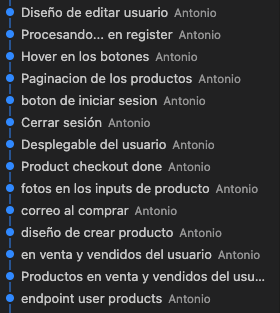 Diseño de editar usuario Antonio
Procesando... en register Antonio
Hover en los botones Antonio
Paginacion de los productos Antonio
boton de iniciar sesion Antonio
Cerrar sesión Antonio
Desplegable del usuario Antonio
Product checkout done Antonio
fotos en los inputs de producto Antonio
correo al comprar Antonio
diseño de crear producto Antonio
en venta y vendidos del usuario Antonio
Productos en venta y vendidos del usu...
endpoint user products Antonio